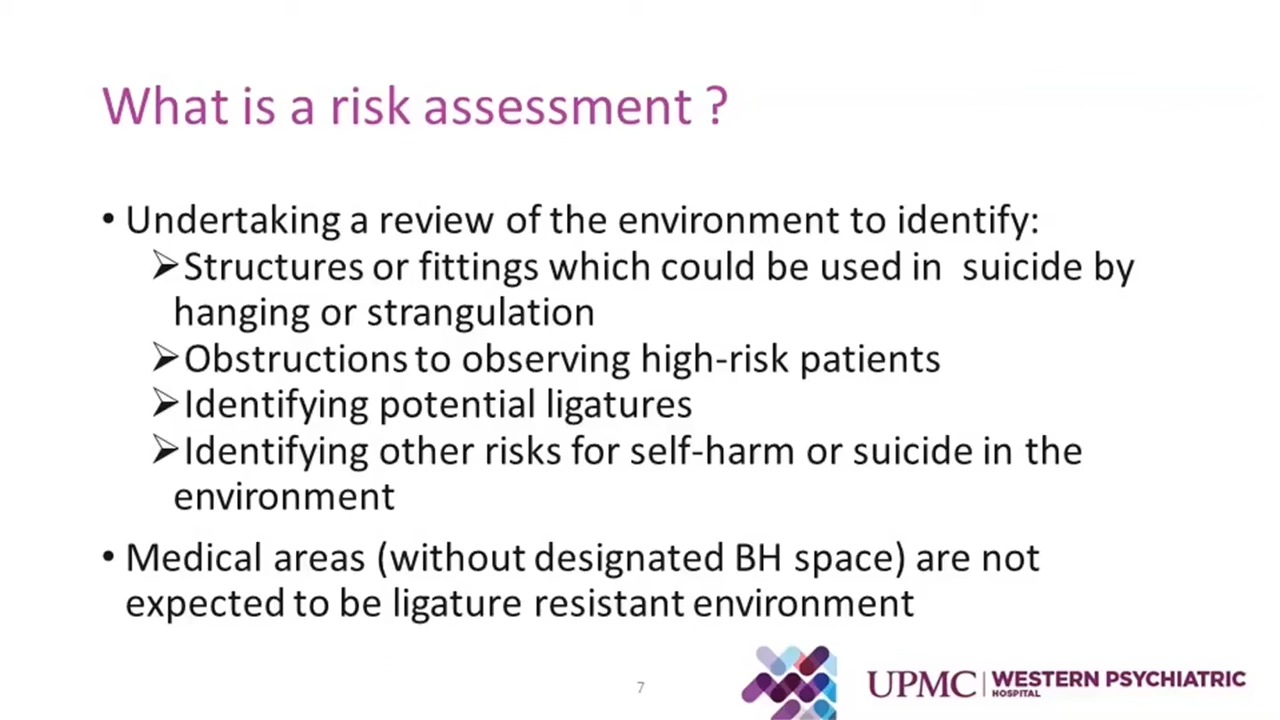 What is a risk assessment ?
• Undertaking a review of the environment to identify:
➢Structures or fittings which could be used in  suicide by
hanging or strangulation
➢Obstructions to observing high-risk patients
➢Identifying potential ligatures
➢Identifying other risks for self-harm or suicide in the
environment
• Medical areas (without designated BH space) are not
expected to be ligature resistant environment
7
UPMC | WESTERN PSYCHIATRIC
HOSPITAL